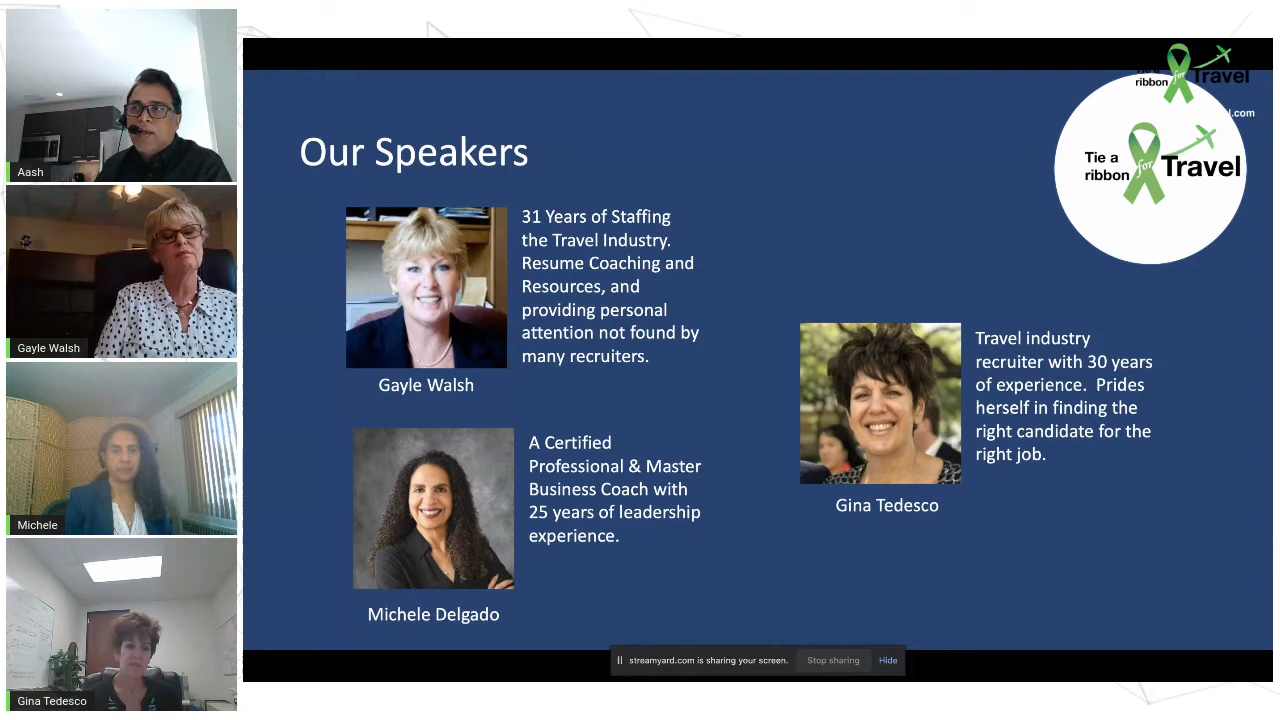 Aash
Gayle Walsh
Michele
Gina Tedesco
Our Speakers
31 Years of Staffing
the Travel Industry.
Resume Coaching and
Resources, and
providing personal
attention not found by
many recruiters.
Gayle Walsh
A Certified
Professional & Master
Business Coach with
25 years of leadership
experience.
Michele Delgado
Travel industry
recruiter with 30 years
of experience.  Prides
herself in finding the
right candidate for the
right job.
Gina Tedesco
Tie a
ribbon for Travel
.com
Tie a
ribbon for Travel
streamyard.com is sharing your screen. Stop sharing Hide